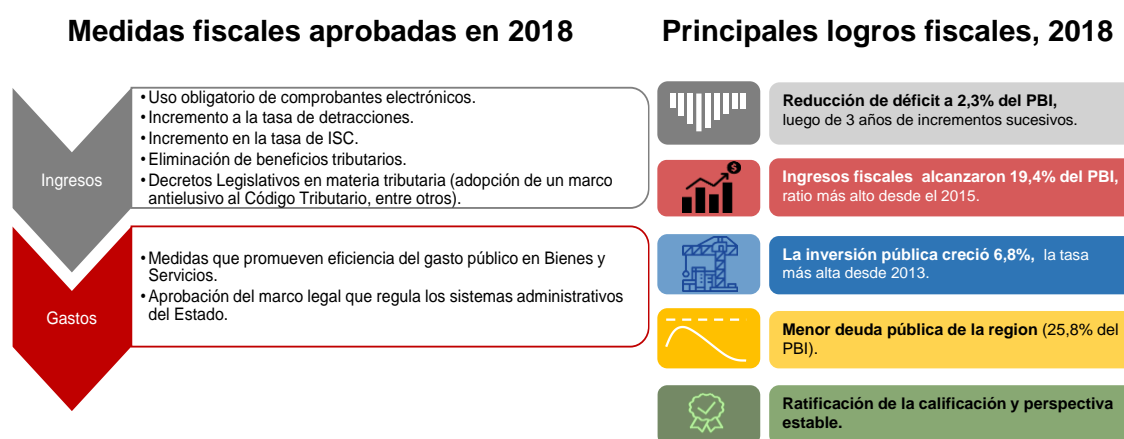 Medidas fiscales aprobadas en 2018
Ingresos
•Uso obligatorio de comprobantes electrónicos.
•Incremento a la tasa de detracciones.
•Incremento en la tasa de ISC.
•Eliminación de beneficios tributarios.
•Decretos Legislativos en materia tributaria (adopción de un marco
antielusivo al Código Tributario, entre otros).
Gastos
•Medidas que promueven eficiencia del gasto público en Bienes y
Servicios.
•Aprobación del marco legal que regula los sistemas administrativos
del Estado.
Principales logros fiscales, 2018
Reducción de déficit a 2,3% del PBI,
luego de 3 años de incrementos sucesivos.
$
Ingresos fiscales alcanzaron 19,4% del PBI,
ratio más alto desde el 2015.
La inversión pública creció 6,8%, la tasa
más alta desde 2013.
Menor deuda pública de la region (25,8% del
PBI).
Ratificación de la calificación y perspectiva
estable.